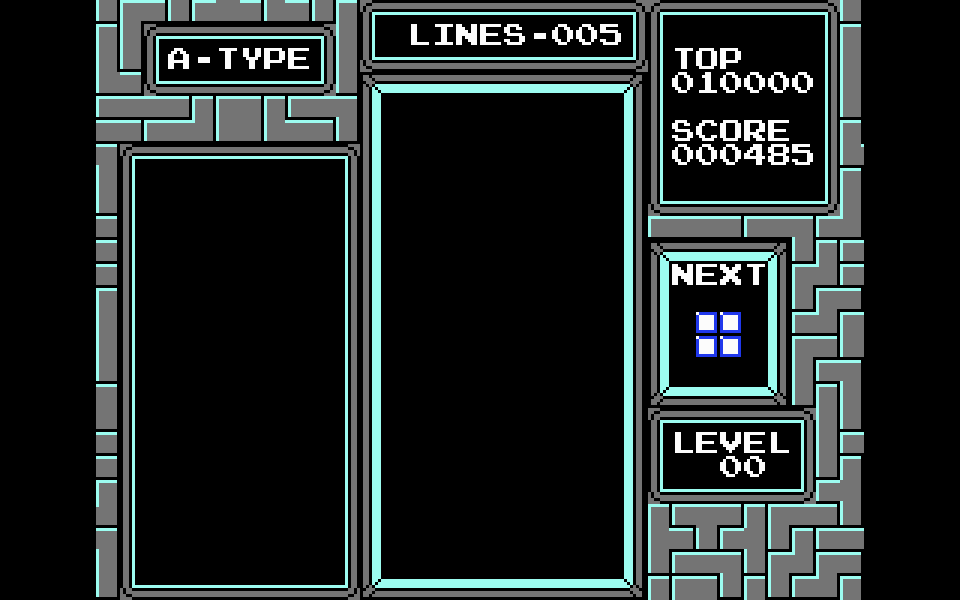 A-TYPE
LINES-005
TOP
010000
SCORE
000485
NEXT
LEVEL
00